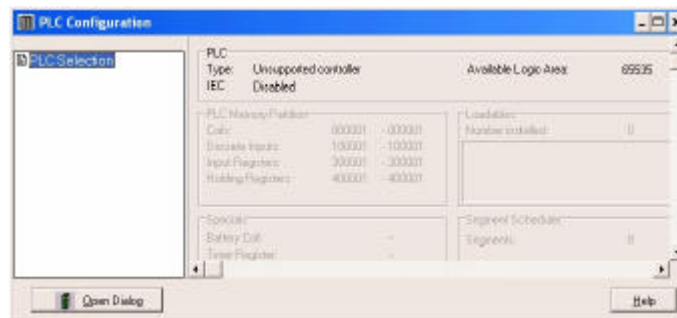 PLC Configuration
PLC Selection
PLC
Type: Unsupported controller Available Logic Area: 65535
IEC Disabled
PLC Memory Partition
Coils: 000001 - 000001
Discrete Inputs: 100001 - 100001
Input Registers: 300001 - 300001
Holding Registers: 400001 - 400001
Loadables
Number installed: 0
Specials
Battery Coil: -
Timer Register: -
Segment Scheduler
Segments: 
Open Dialog
Help